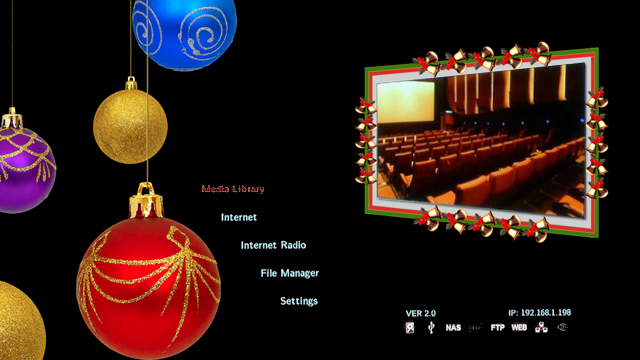 Media Library
Internet
Internet Radio
File Manager
Settings
VER 2.0 IP: 192.168.1.198
NAS FTP WEB